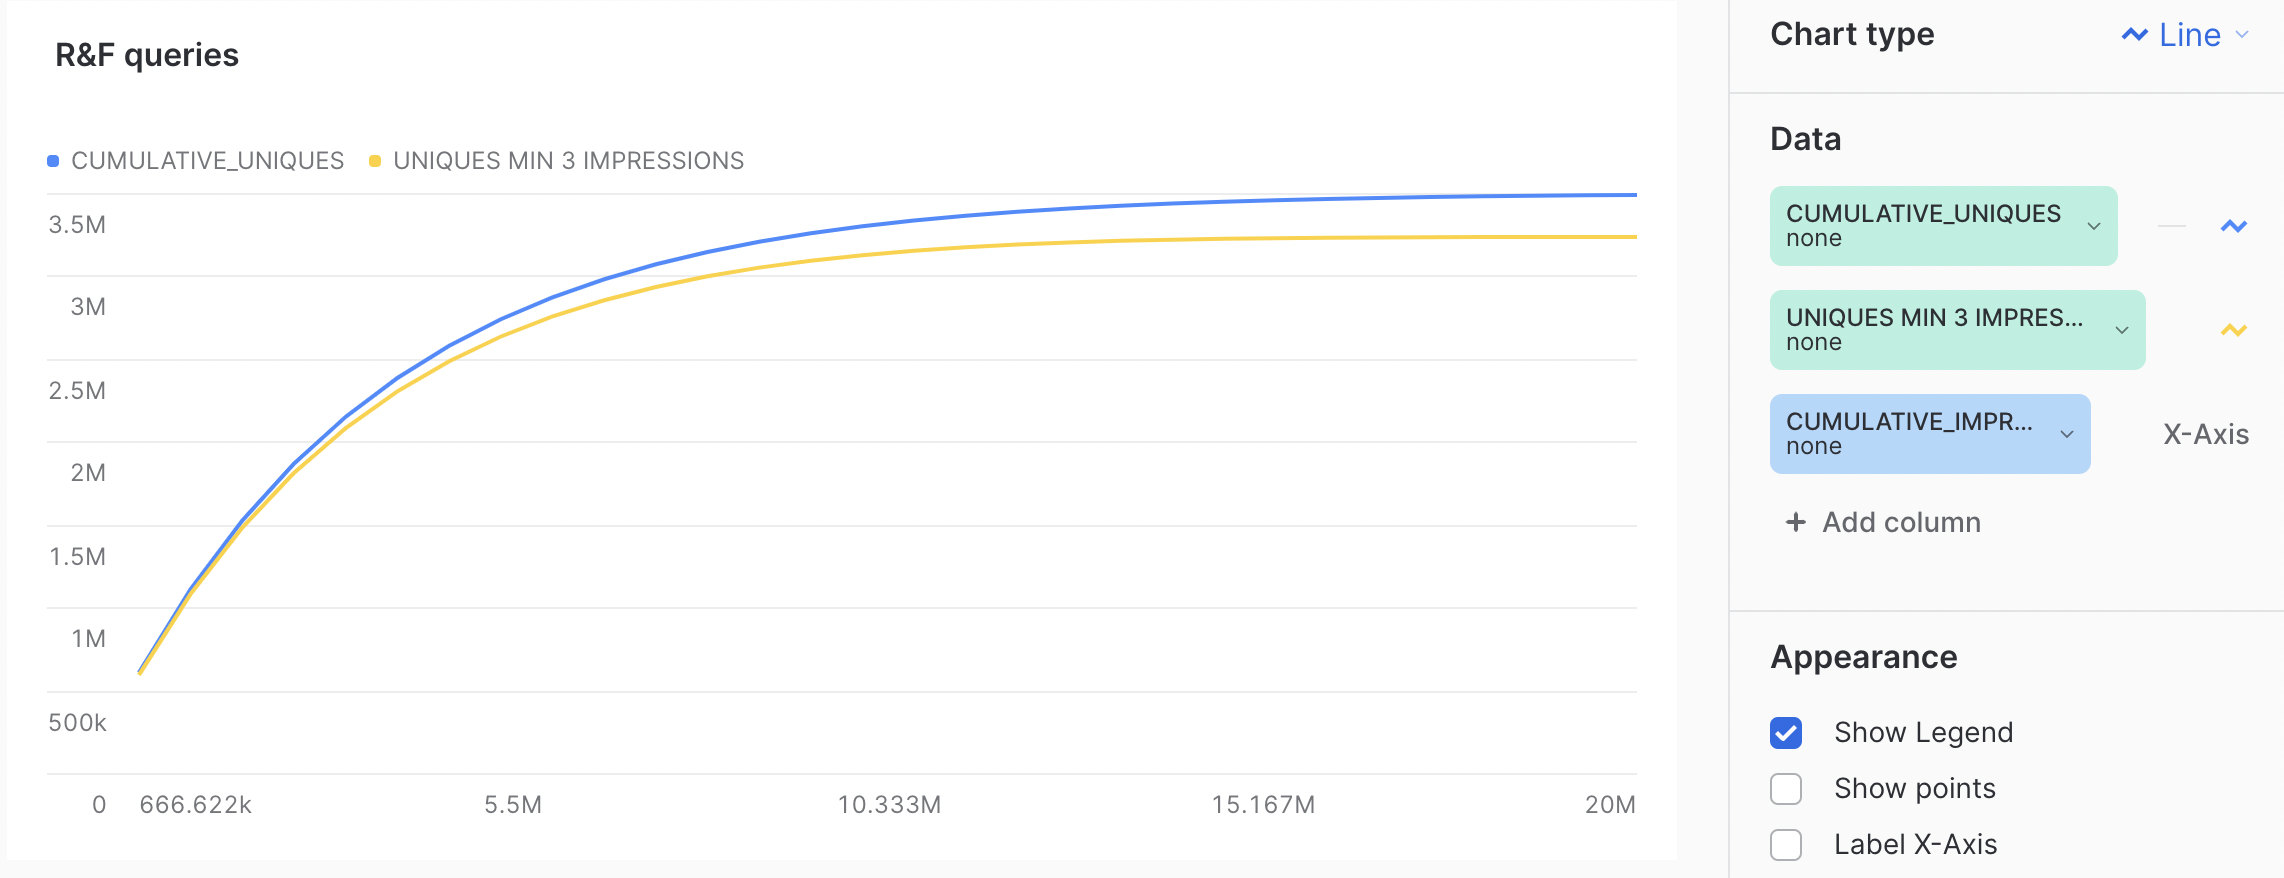 R&F queries
CUMULATIVE_UNIQUES UNIQUES MIN 3 IMPRESSIONS
3.5M
3M
2.5M
2M
1.5M
1M
500k
0 666.622k 5.5M 10.333M 15.167M 20M
Chart type Line
Data
CUMULATIVE_UNIQUES
none
UNIQUES MIN 3 IMPRES...
none
CUMULATIVE_IMPR...
none
X-Axis
+ Add column
Appearance
Show Legend
Show points
Label X-Axis